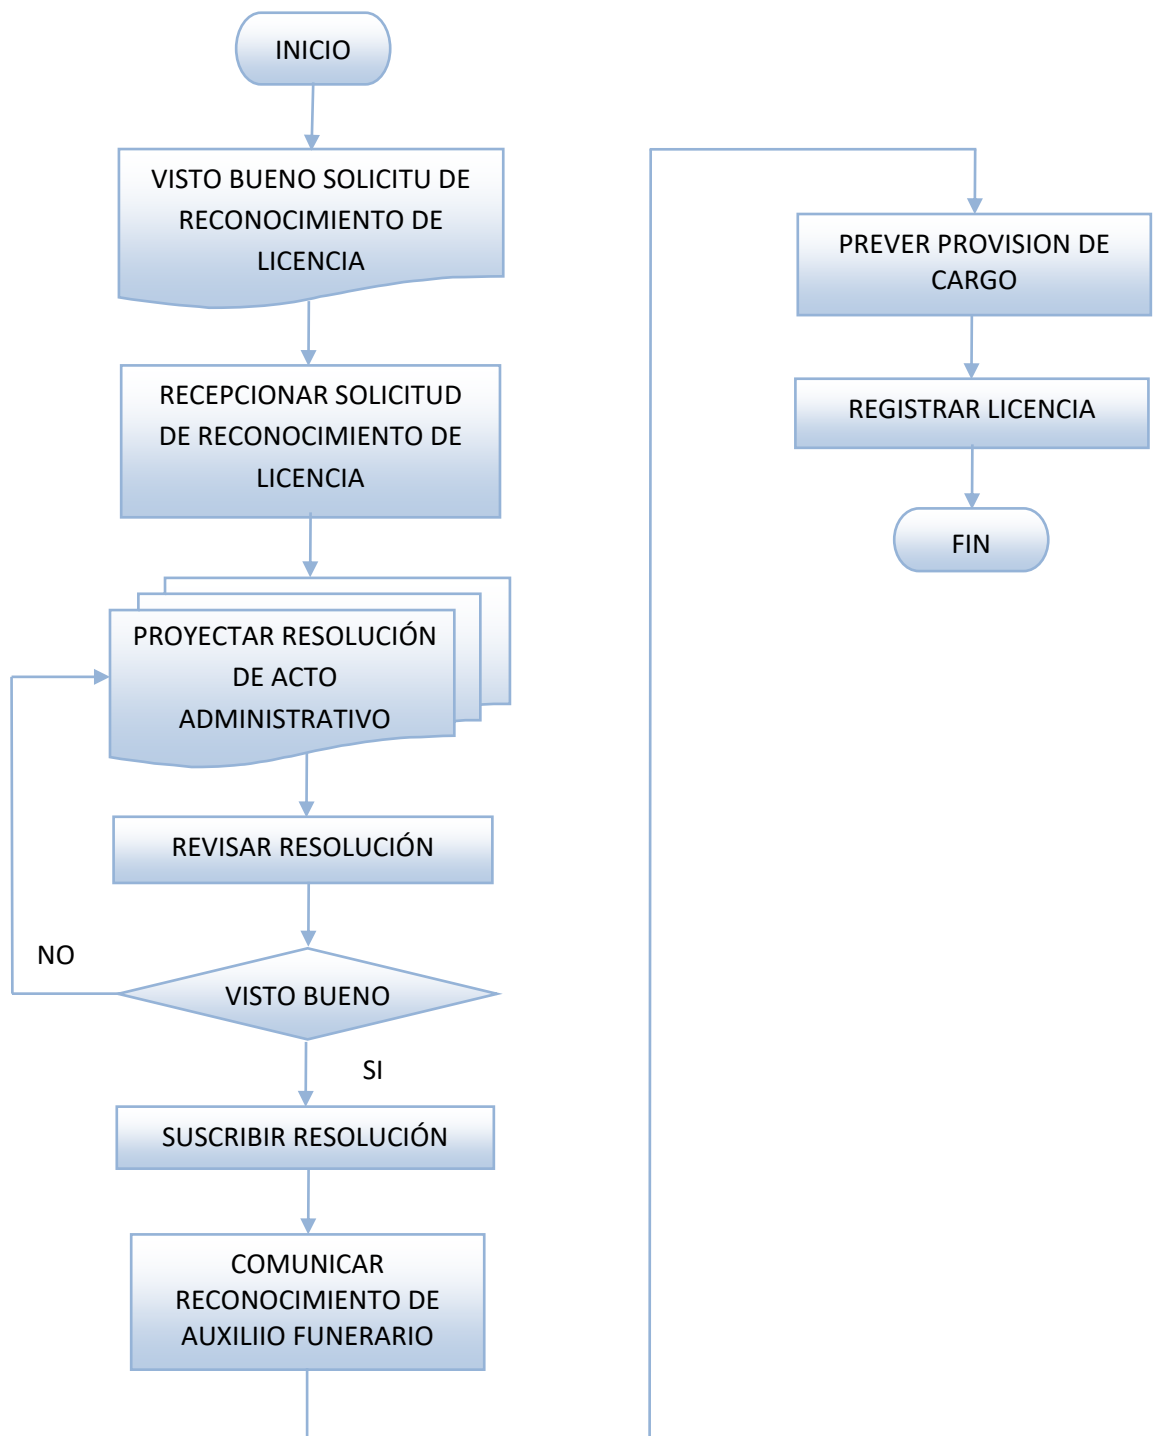 INICIO
VISTO BUENO SOLICITU DE
RECONOCIMIENTO DE
LICENCIA
RECEPCIONAR SOLICITUD
DE RECONOCIMIENTO DE
LICENCIA
PROYECTAR RESOLUCIÓN
DE ACTO
ADMINISTRATIVO
REVISAR RESOLUCIÓN
NO
VISTO BUENO
SI
SUSCRIBIR RESOLUCIÓN
COMUNICAR
RECONOCIMIENTO DE
AUXILIIO FUNERARIO
PREVER PROVISION DE
CARGO
REGISTRAR LICENCIA
FIN